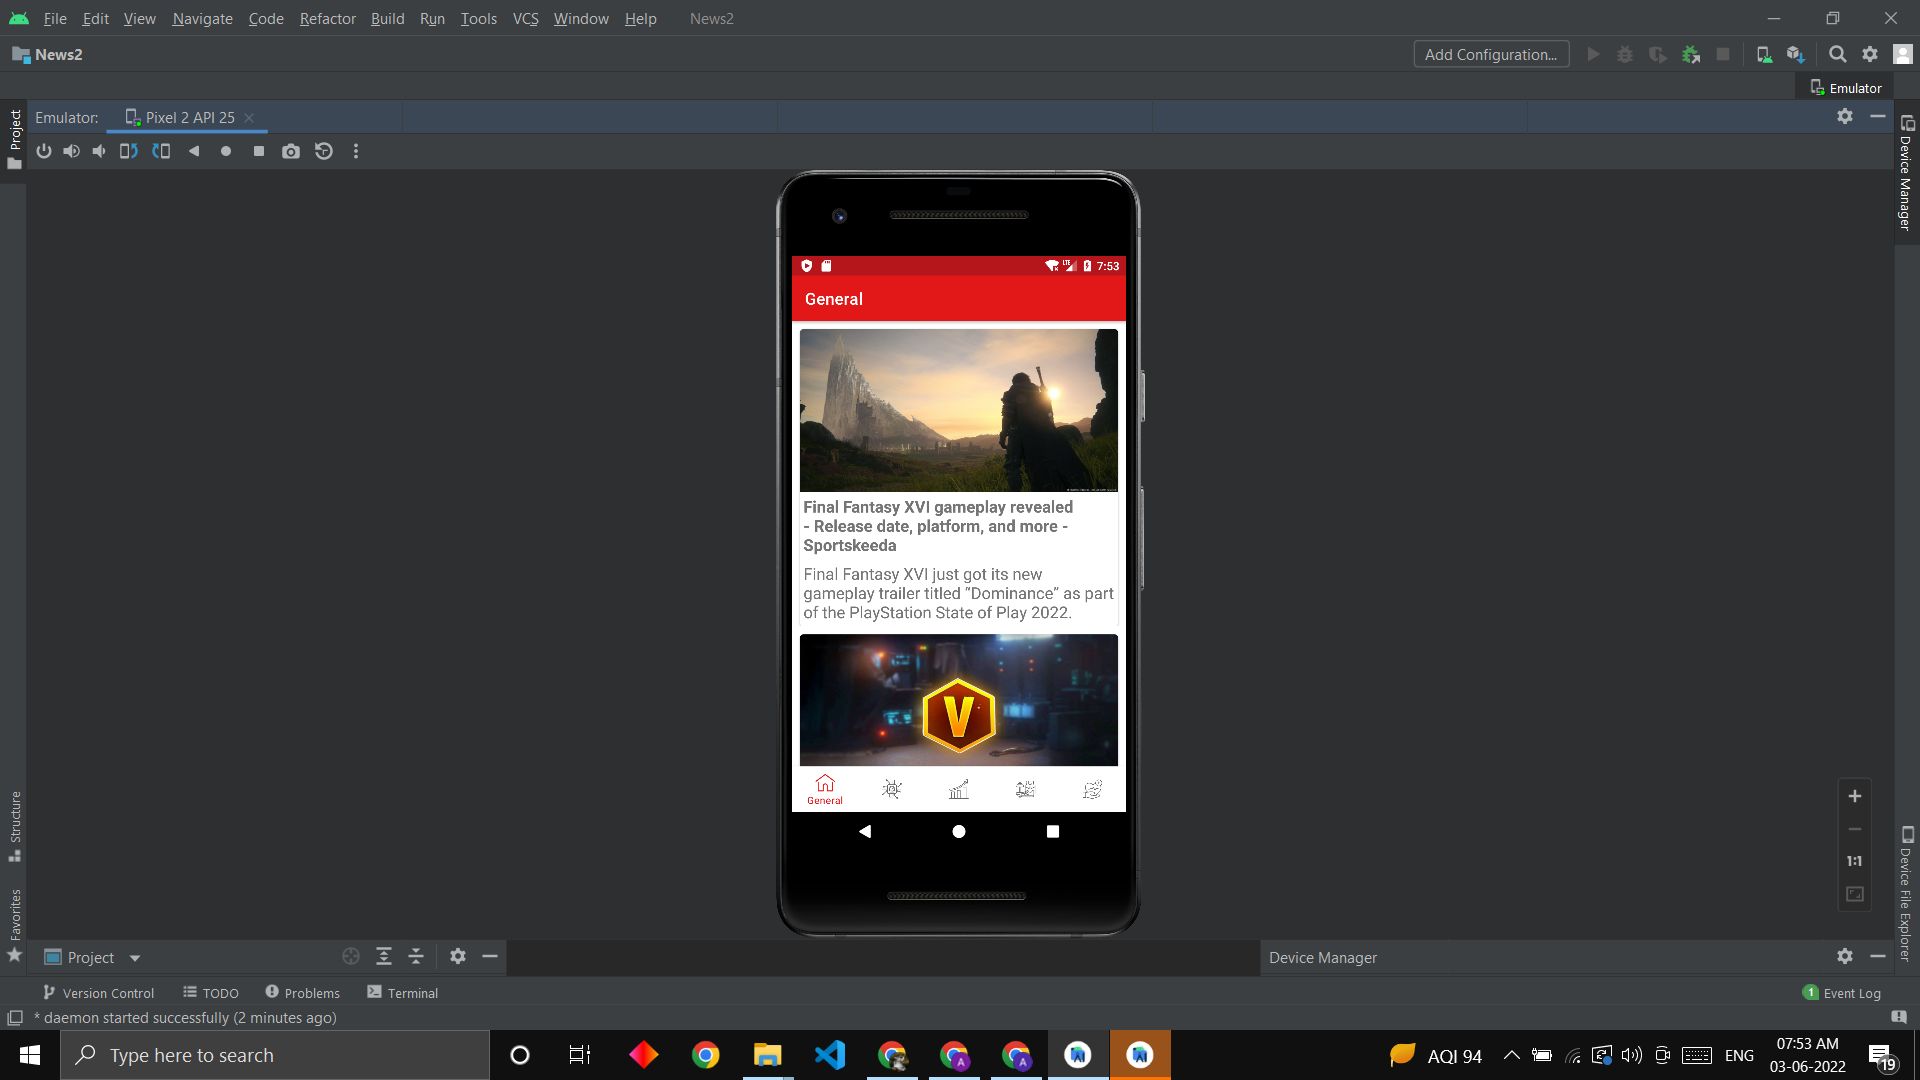 File Edit View Navigate Code Refactor Build Run Tools VCS Window Help News2
News2
Add Configuration...
Emulator
Emulator: Pixel 2 API 25
Project
Device Manager
LTE 7:53
General
Final Fantasy XVI gameplay revealed
- Release date, platform, and more -
Sportskeeda
Final Fantasy XVI just got its new
gameplay trailer titled “Dominance” as part
of the PlayStation State of Play 2022.
V
General
1:1
Structure
Favorites
Device File Explorer
Project
Device Manager
Version Control TODO Problems Terminal
1 Event Log
* daemon started successfully (2 minutes ago)
Type here to search
AQI 94
ENG
07:53 AM
03-06-2022
19